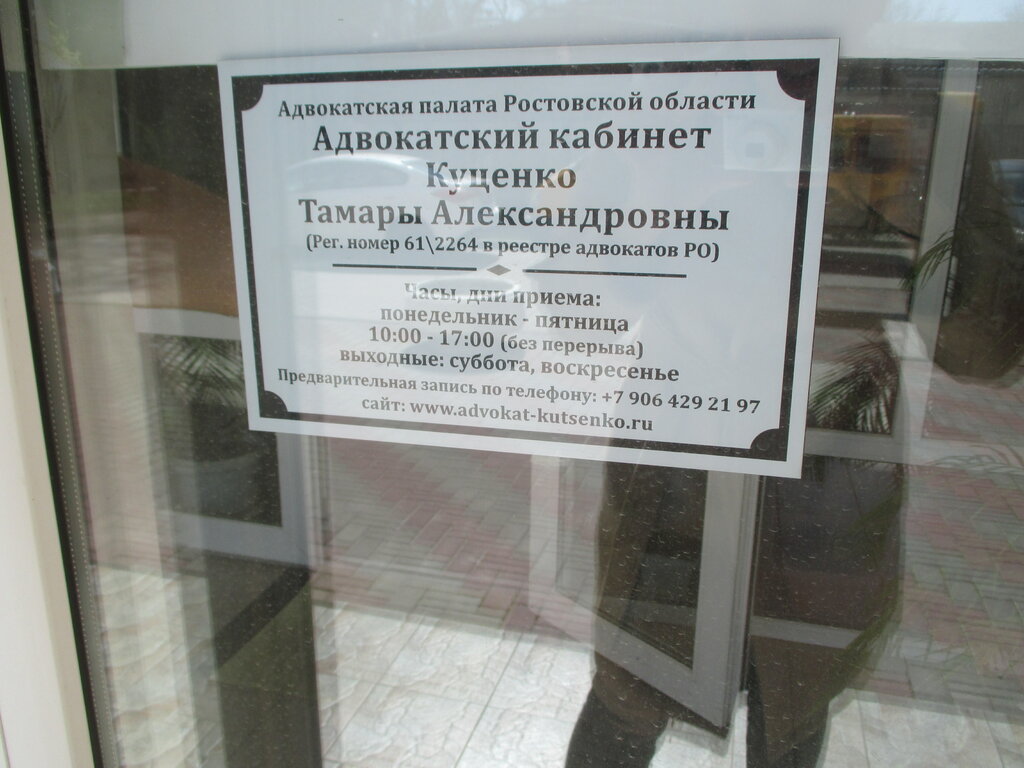 Адвокатская палата Ростовской области
Адвокатский кабинет
Куценко
Тамары Александровны
(Рег. номер 61\2264 в реестре адвокатов РО)
Часы, дни приема:
понедельник - пятница
10:00 - 17:00 (без перерыва)
выходные: суббота, воскресенье
Предварительная запись по телефону: +7 906 429 21 97
сайт: www.advokat-kutsenko.ru